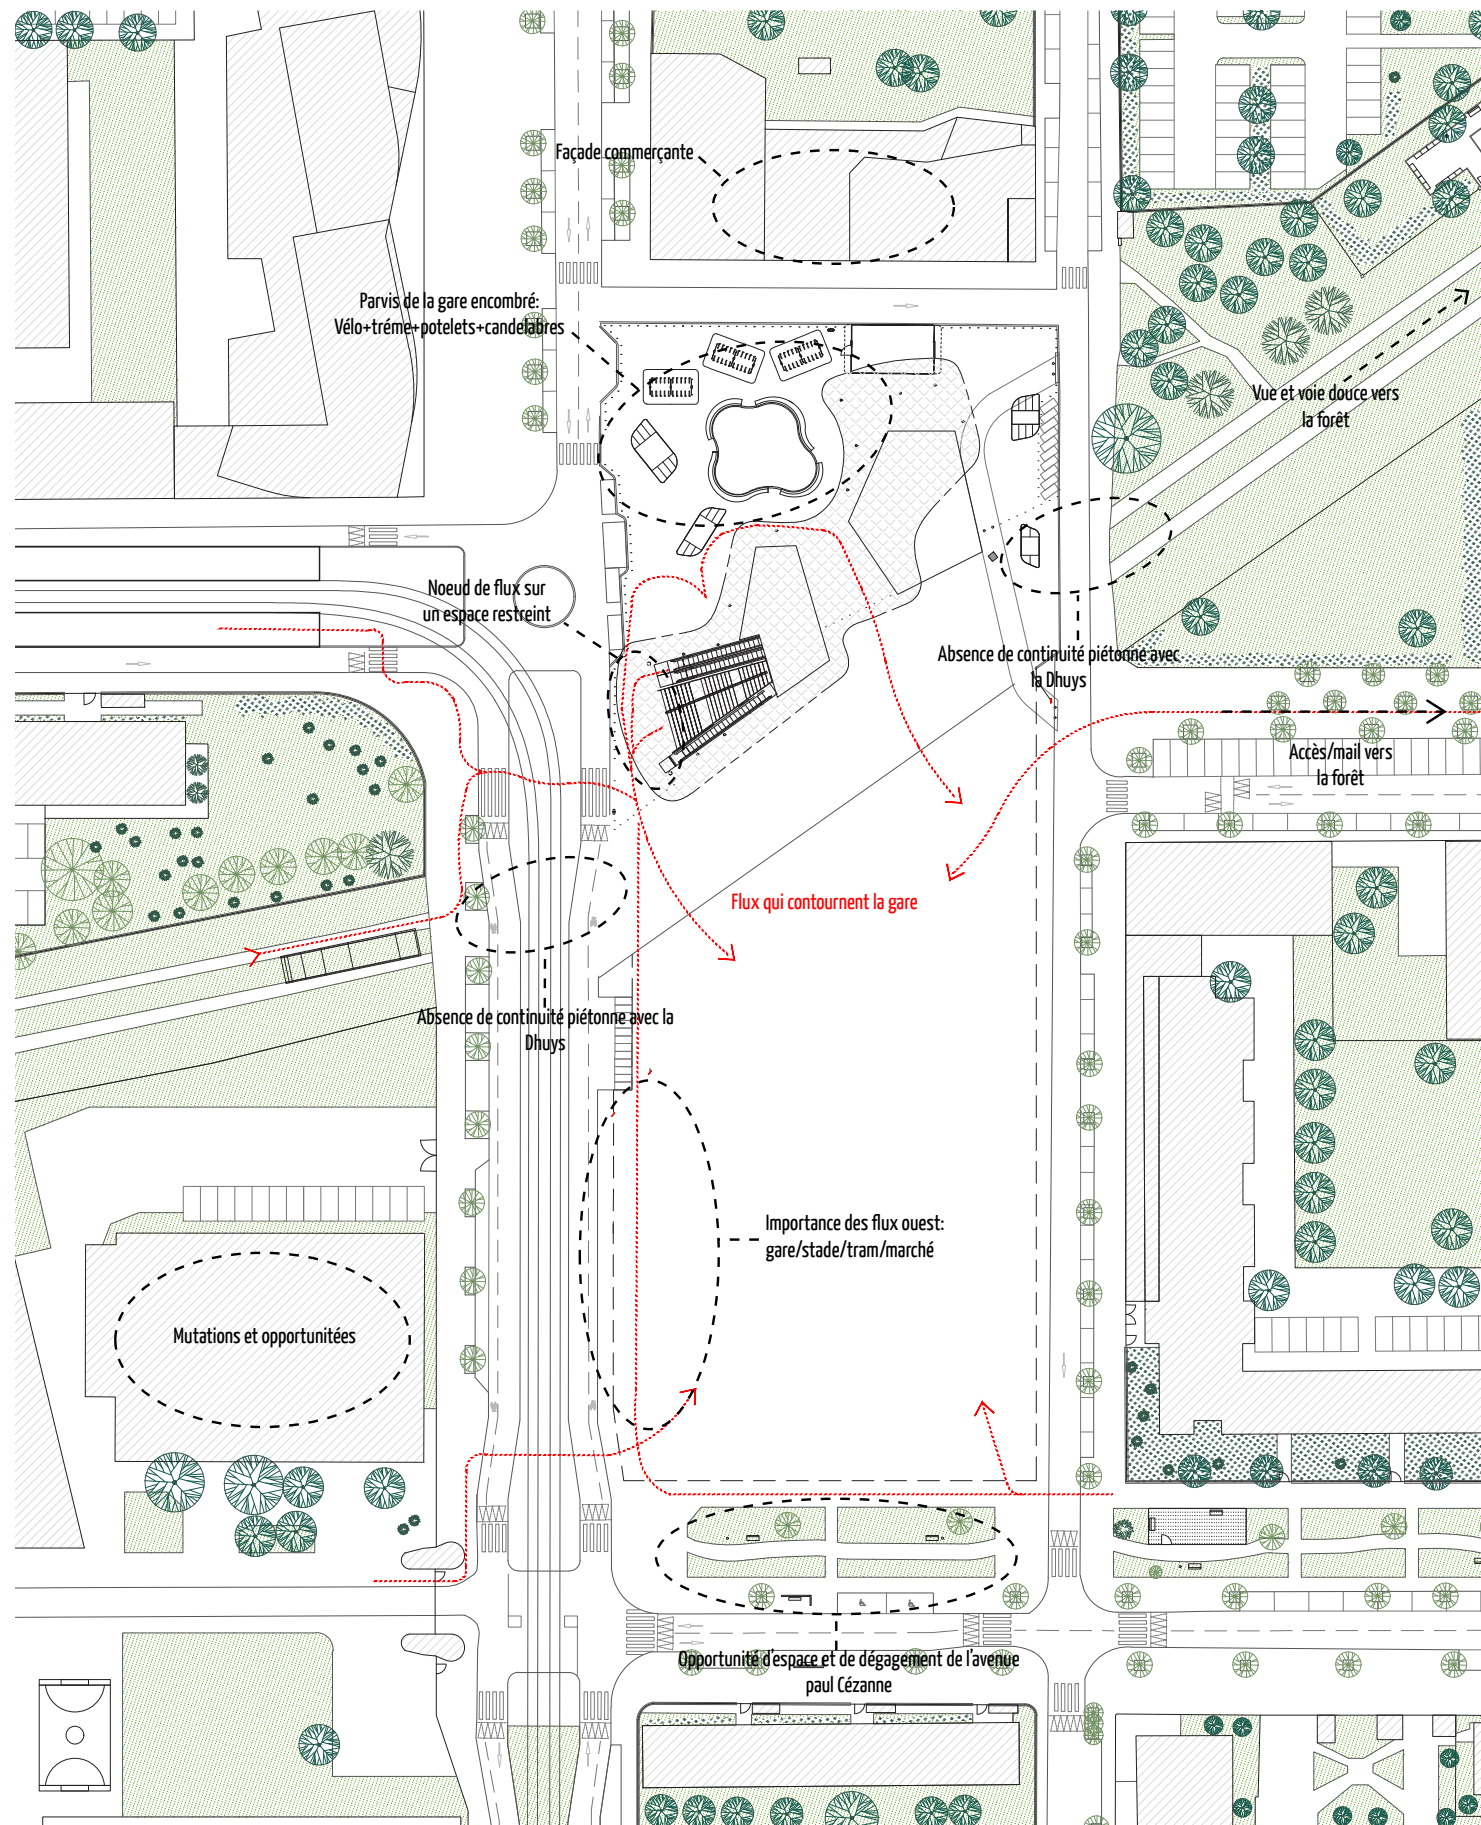 Façade commerçante
Parvis de la gare encombré:
Vélo+tréme+potelets+candelabres
Vue et voie douce vers
la forêt
Noeud de flux sur
un espace restreint
Absence de continuité piétonne avec
la Dhuys
Accès/mail vers
la forêt
Flux qui contournent la gare
Absence de continuité piétonne avec la
Dhuys
Importance des flux ouest:
gare/stade/tram/marché
Mutations et opportunitées
Opportunité d'espace et de dégagement de l'avenue
paul Cézanne